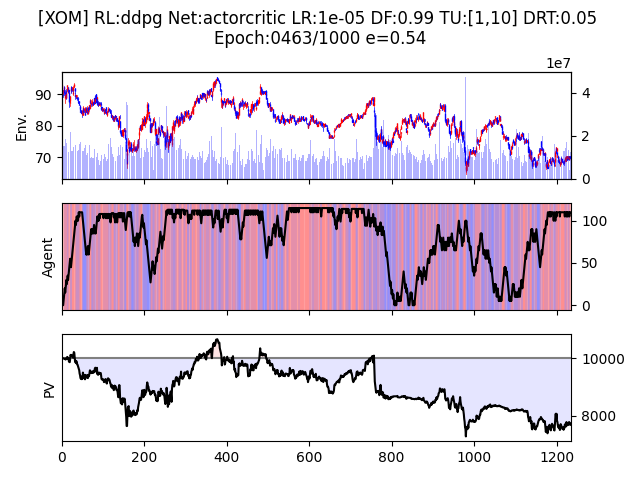 [XOM] RL:ddpg Net:actorcritic LR:1e-05 DF:0.99 TU:[1,10] DRT:0.05
Epoch:0463/1000 e=0.54
1e7
Env.
90
80
70
4
2
0
Agent
100
50
0
PV
10000
8000
0 200 400 600 800 1000 1200